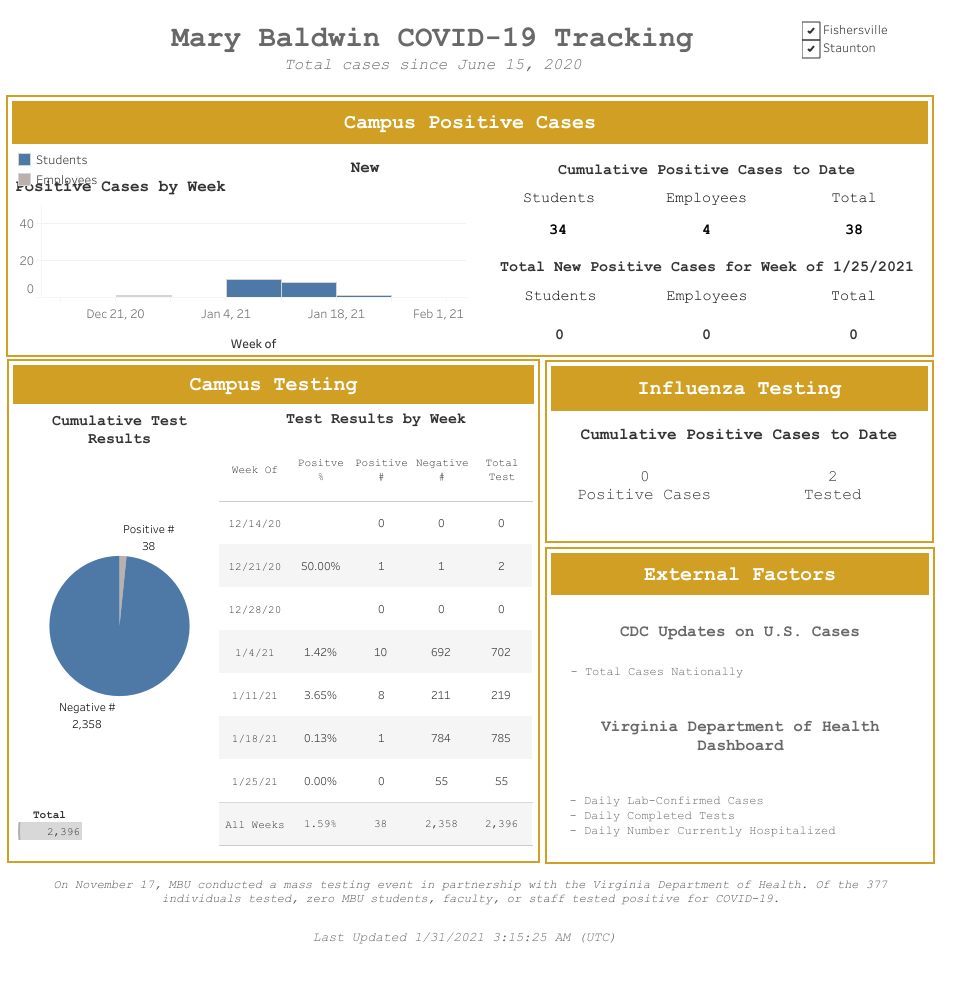 Mary Baldwin COVID-19 Tracking
Total cases since June 15, 2020
Fishersville
Staunton
Campus Positive Cases
Students
Employees
New
Positive Cases by Week
40
20
0
Dec 21, 20 Jan 4, 21 Jan 18, 21 Feb 1, 21
Week of
Cumulative Positive Cases to Date
Students Employees Total
34 4 38
Total New Positive Cases for Week of 1/25/2021
Students Employees Total
0 0 0
Campus Testing
Cumulative Test
Results
Positive #
38
Negative #
2,358
Total
2,396
Test Results by Week
Week Of Positve % Positive # Negative # Total Test
12/14/20 0 0 0
12/21/20 50.00% 1 1 2
12/28/20 0 0 0
1/4/21 1.42% 10 692 702
1/11/21 3.65% 8 211 219
1/18/21 0.13% 1 784 785
1/25/21 0.00% 0 55 55
All Weeks 1.59% 38 2,358 2,396
Influenza Testing
Cumulative Positive Cases to Date
0 2
Positive Cases Tested
External Factors
CDC Updates on U.S. Cases
- Total Cases Nationally
Virginia Department of Health
Dashboard
- Daily Lab-Confirmed Cases
- Daily Completed Tests
- Daily Number Currently Hospitalized
On November 17, MBU conducted a mass testing event in partnership with the Virginia Department of Health. Of the 377
individuals tested, zero MBU students, faculty, or staff tested positive for COVID-19.
Last Updated 1/31/2021 3:15:25 AM (UTC)